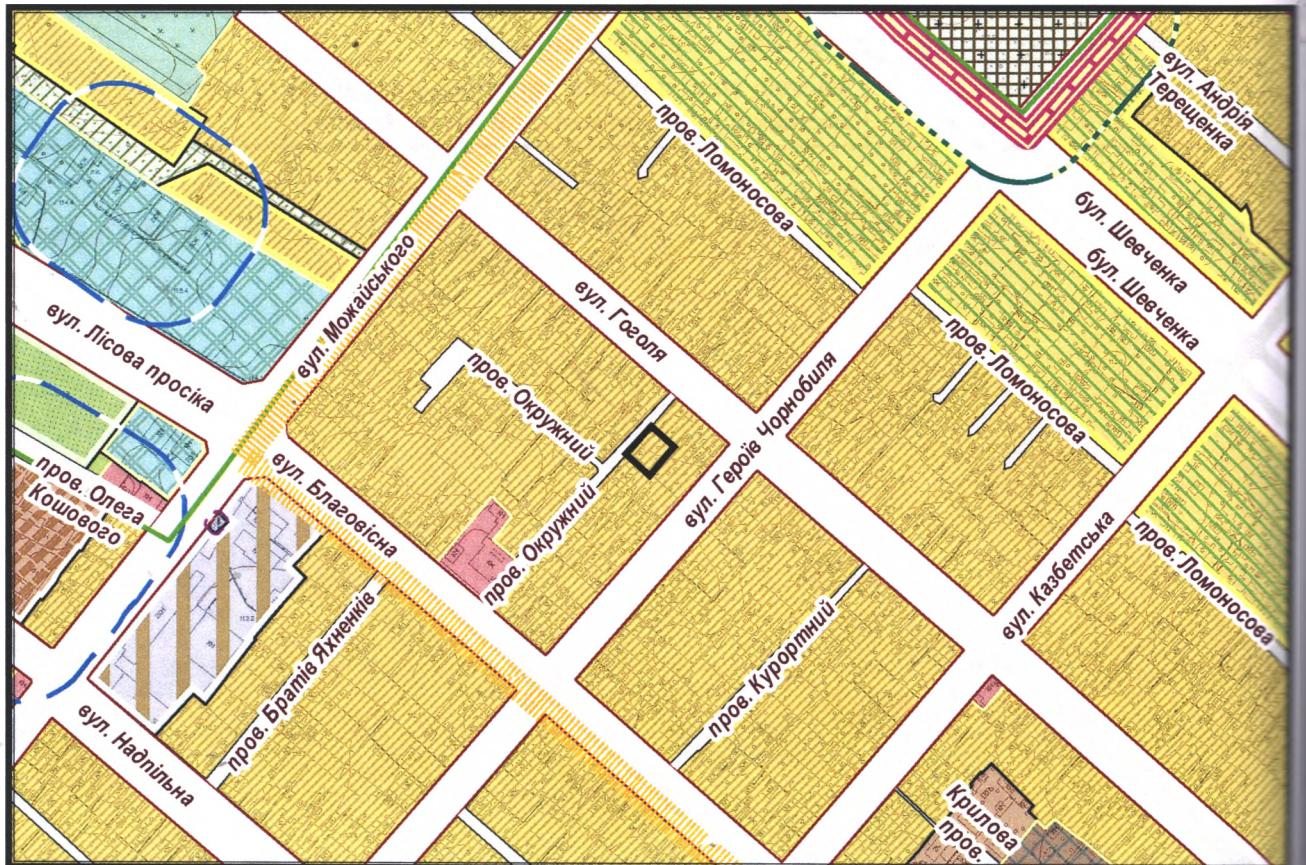 вул. Андрія
Терещенка
пров. Ломоносова
бул. Шевченка
бул. Шевченка
вул. Можайського
вул. Гоголя
вул. Лісова просіка
пров. Ломоносова
пров. Окружний
вул. Героїв Чорнобиля
пров. Олега
Кошового
вул. Благовісна
пров. Окружний
вул. Казбетська
пров. Ломоносова
пров. Братів Яхненків
пров. Курортний
вул. Надпільна
Крилова
пров.